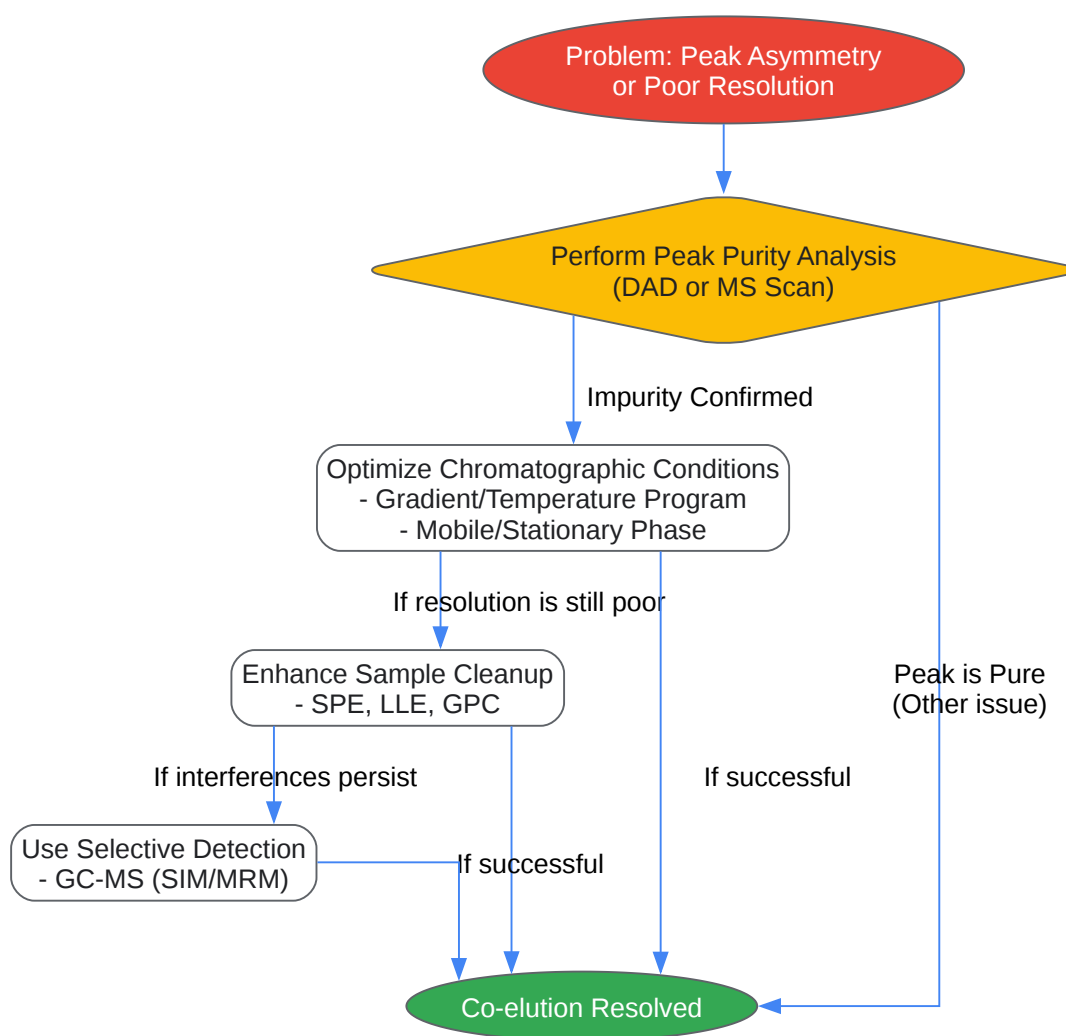 Problem: Peak Asymmetry
or Poor Resolution
Perform Peak Purity Analysis
(DAD or MS Scan)
Impurity Confirmed
Optimize Chromatographic Conditions
- Gradient/Temperature Program
- Mobile/Stationary Phase
If resolution is still poor
Enhance Sample Cleanup
- SPE, LLE, GPC
Peak is Pure
(Other issue)
If interferences persist
If successful
Use Selective Detection
- GC-MS (SIM/MRM)
If successful
Co-elution Resolved